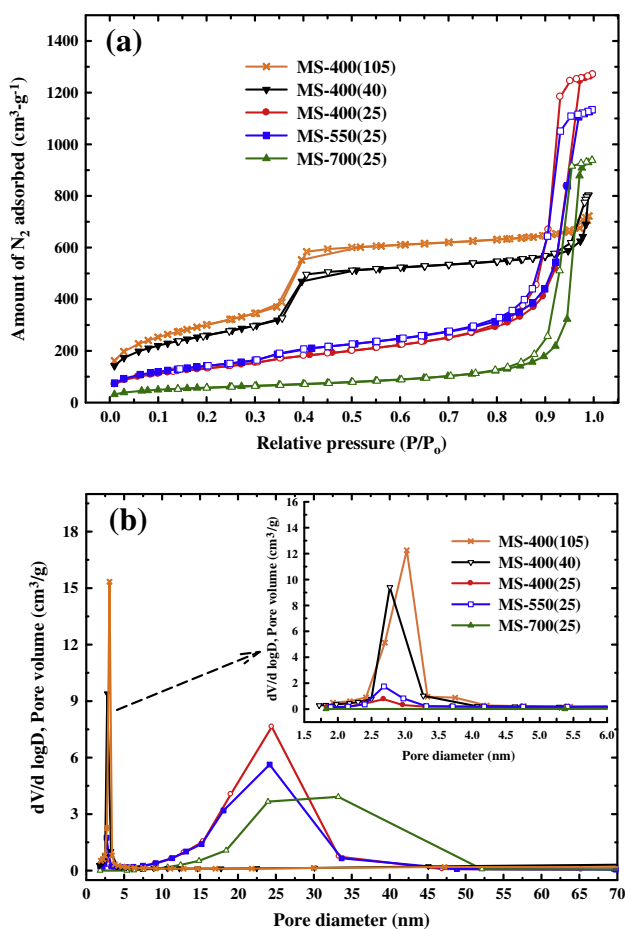 (a)
MS-400(105)
MS-400(40)
MS-400(25)
MS-550(25)
MS-700(25)
Amount of N₂ adsorbed (cm³-g⁻¹)
1400
1200
1000
800
600
400
200
0
0.0 0.1 0.2 0.3 0.4 0.5 0.6 0.7 0.8 0.9 1.0
Relative pressure (P/Pₒ)
(b)
dV/d logD, Pore volume (cm³/g)
18
15
12
9
6
3
0
0 5 10 15 20 25 30 35 40 45 50 55 60 65 70
Pore diameter (nm)
dV/d logD, Pore volume (cm³/g)
16
14
12
10
8
6
4
2
0
1.5 2.0 2.5 3.0 3.5 4.0 4.5 5.0 5.5 6.0
Pore diameter (nm)
MS-400(105)
MS-400(40)
MS-400(25)
MS-550(25)
MS-700(25)